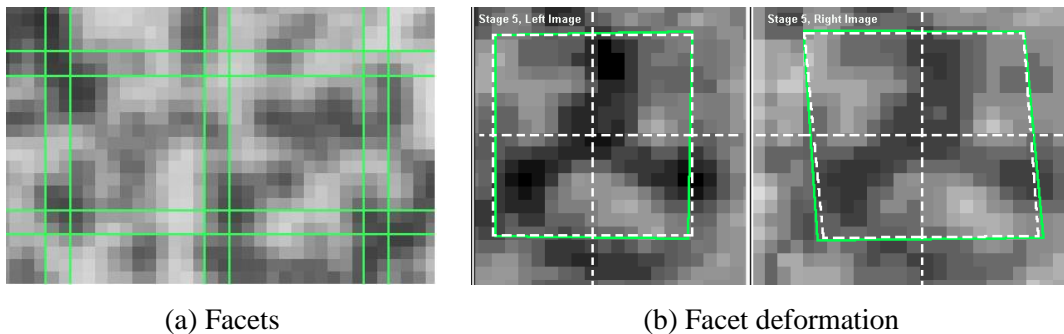 Stage 5, Left Image
Stage 5, Right Image
(a) Facets
(b) Facet deformation